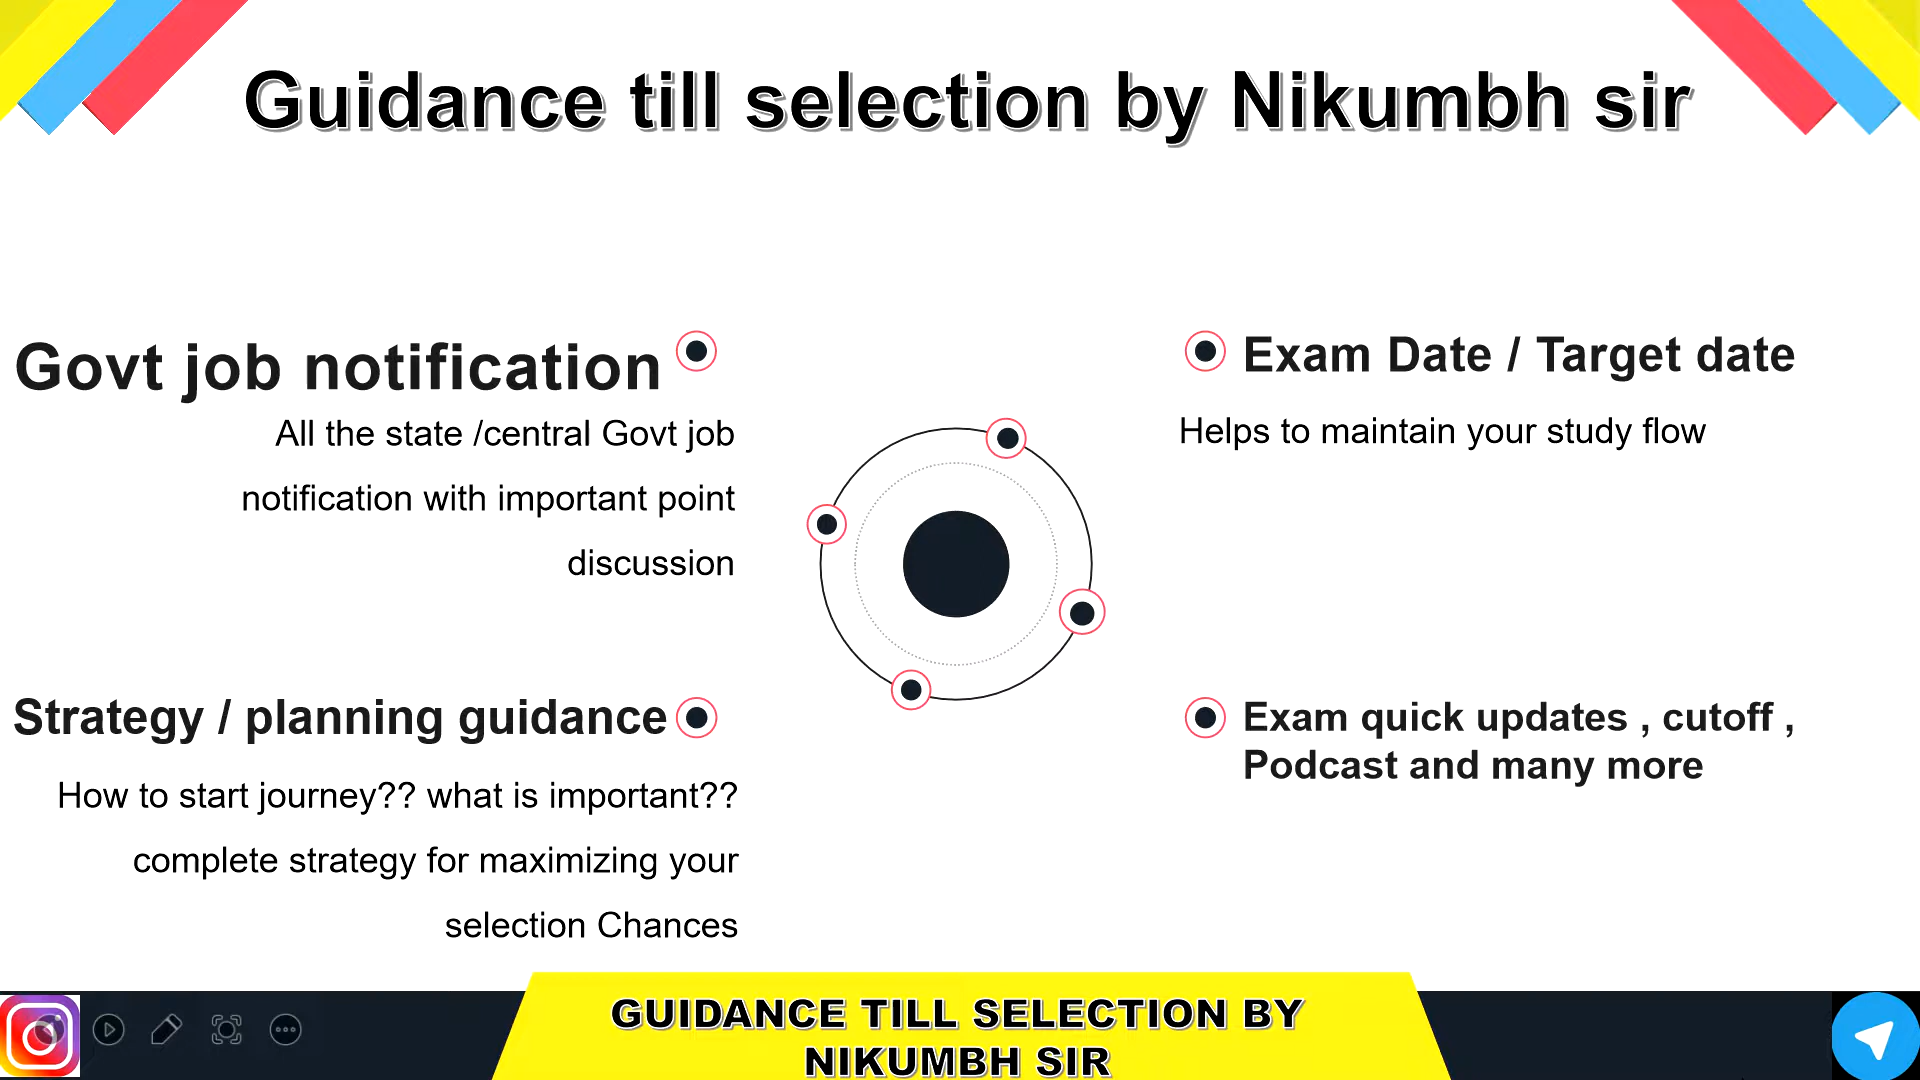 Guidance till selection by Nikumbh sir
Govt job notification
All the state /central Govt job
notification with important point
discussion
Exam Date / Target date
Helps to maintain your study flow
Strategy / planning guidance
How to start journey?? what is important??
complete strategy for maximizing your
selection Chances
Exam quick updates , cutoff ,
Podcast and many more
GUIDANCE TILL SELECTION BY
NIKUMBH SIR